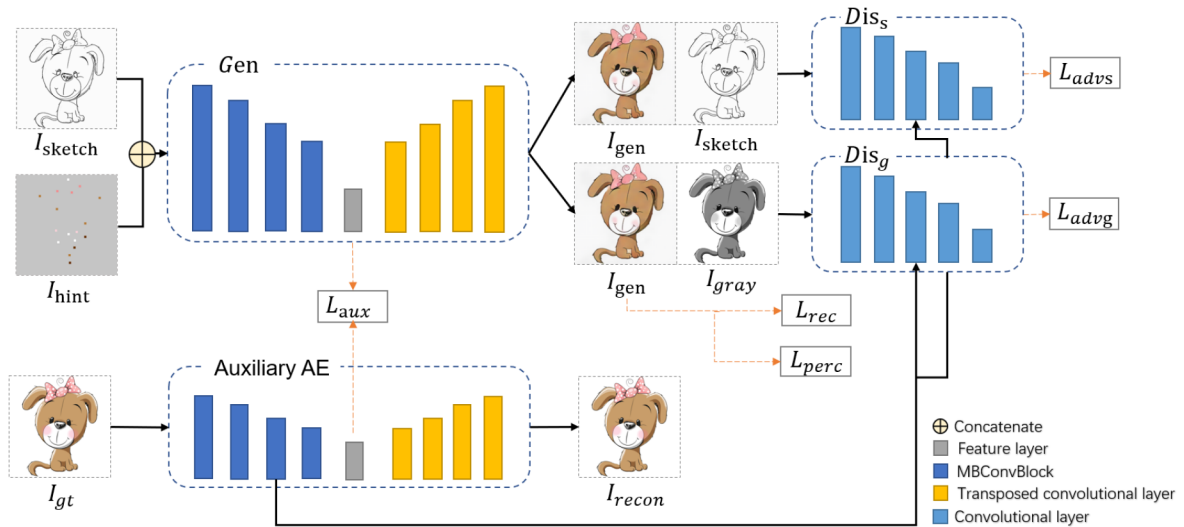 Gen
Dis_s
L_advs
I_sketch
I_gen
I_sketch
Dis_g
L_advg
I_hint
I_gen
I_gray
L_aux
L_rec
L_perc
Auxiliary AE
I_gt
I_recon
Concatenate
Feature layer
MBConvBlock
Transposed convolutional layer
Convolutional layer